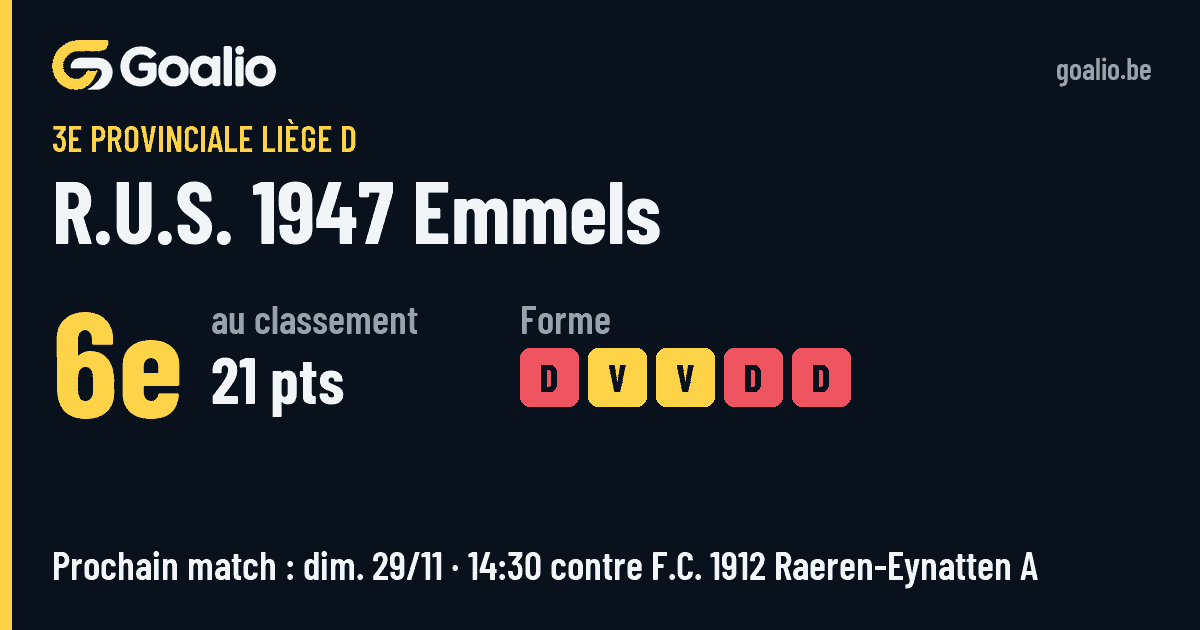 Goalio
goalio.be
3E PROVINCIALE LIÈGE D
R.U.S. 1947 Emmels
6e
au classement
21 pts
Forme
D V V D D
Prochain match : dim. 29/11 · 14:30 contre F.C. 1912 Raeren-Eynatten A